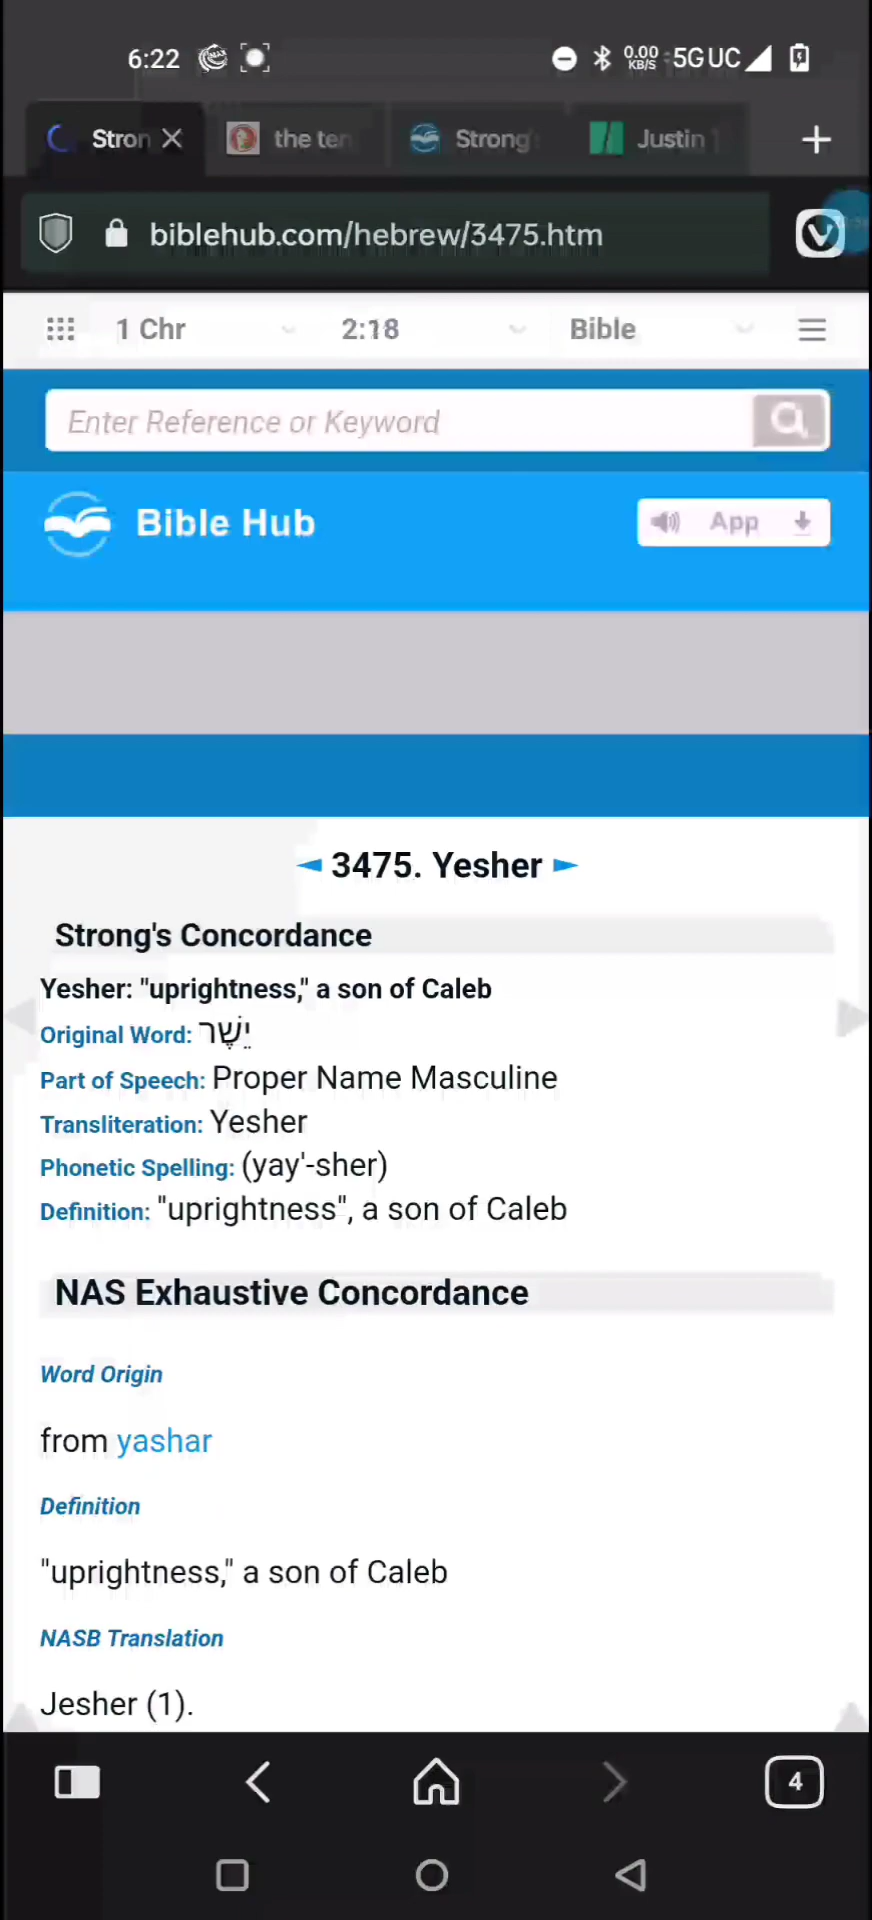 6:22 0.00 KB/S 5G UC
Stron the ten Strong' Justin
biblehub.com/hebrew/3475.htm
1 Chr 2:18 Bible
Enter Reference or Keyword
Bible Hub App
3475. Yesher
Strong's Concordance
Yesher: "uprightness," a son of Caleb
Original Word: יֵשֶׁר
Part of Speech: Proper Name Masculine
Transliteration: Yesher
Phonetic Spelling: (yay'-sher)
Definition: "uprightness", a son of Caleb
NAS Exhaustive Concordance
Word Origin
from yashar
Definition
"uprightness," a son of Caleb
NASB Translation
Jesher (1).
4